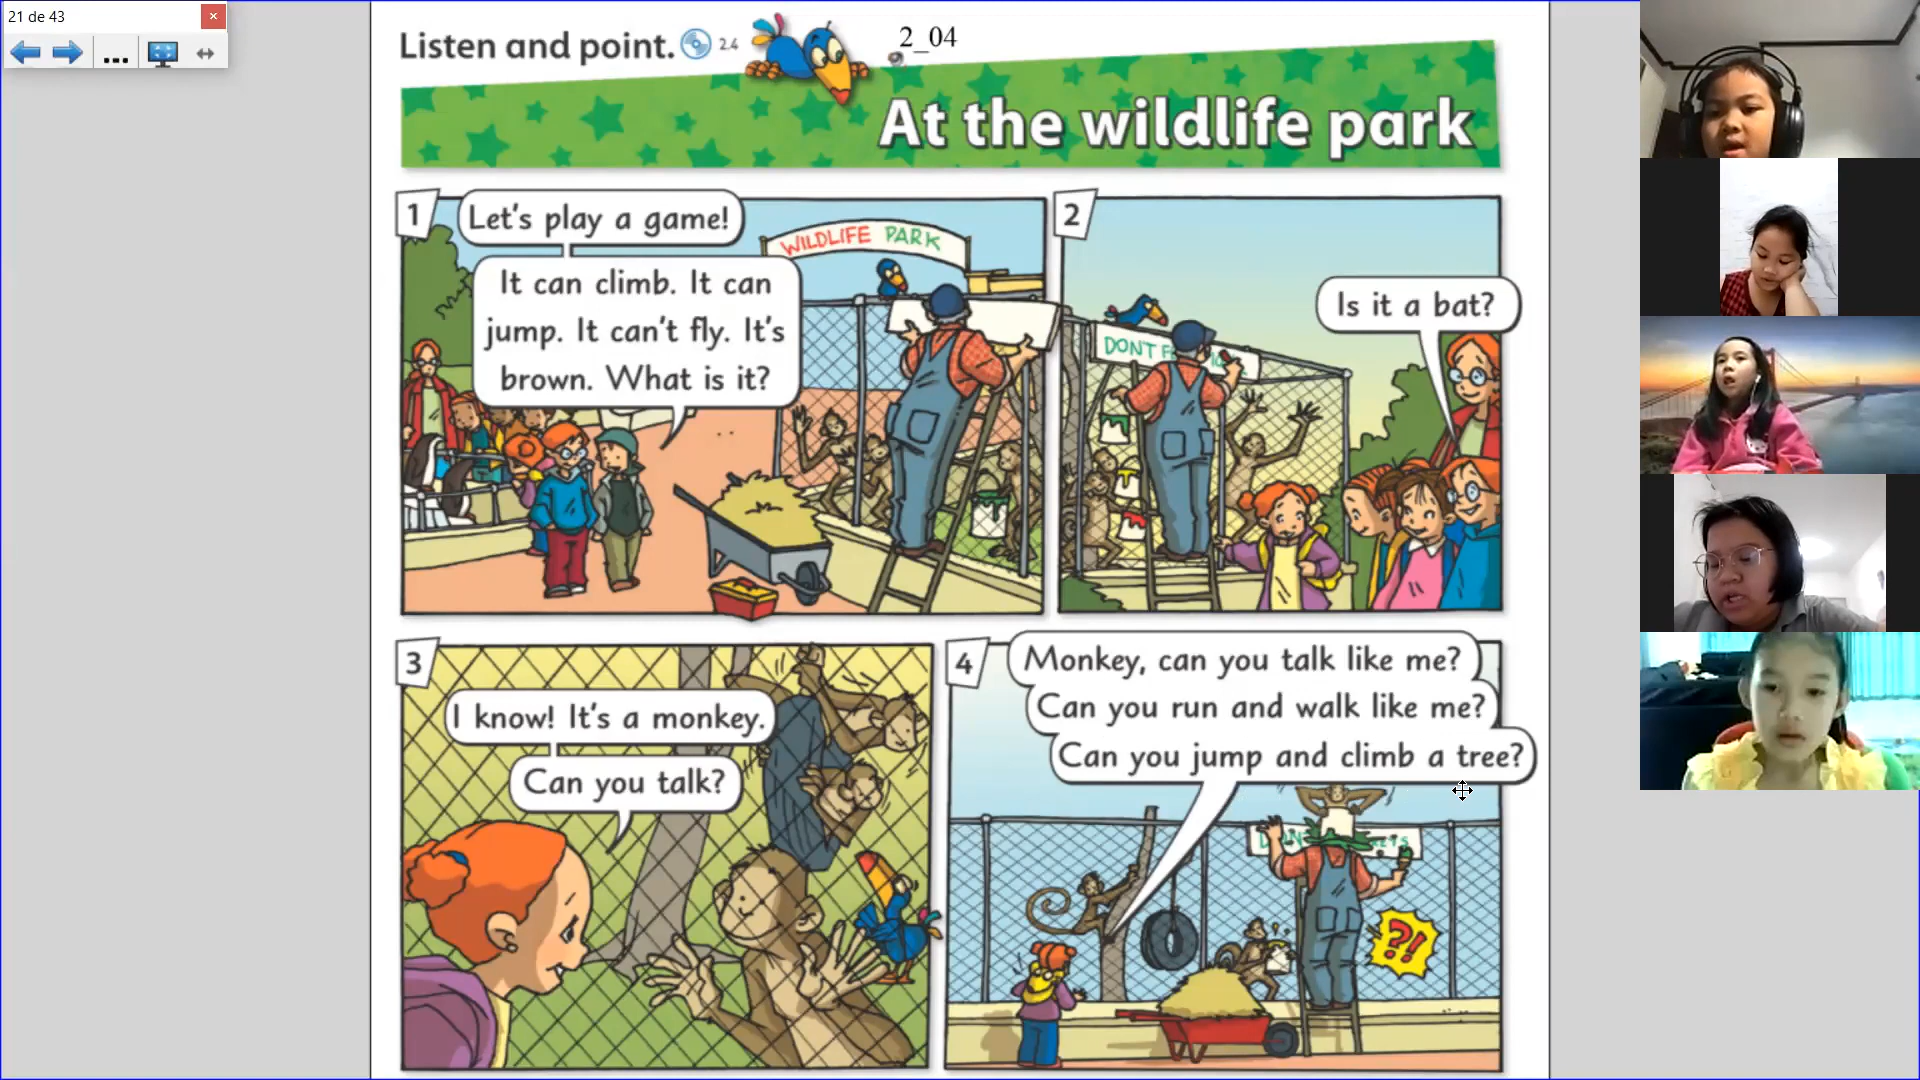 21 de 43
...
Listen and point. 2.4
2_04
At the wildlife park
1
Let's play a game!
It can climb. It can
jump. It can't fly. It's
brown. What is it?
WILDLIFE PARK
2
DON'T
Is it a bat?
3
I know! It's a monkey.
Can you talk?
4
Monkey, can you talk like me?
Can you run and walk like me?
Can you jump and climb a tree?
?!